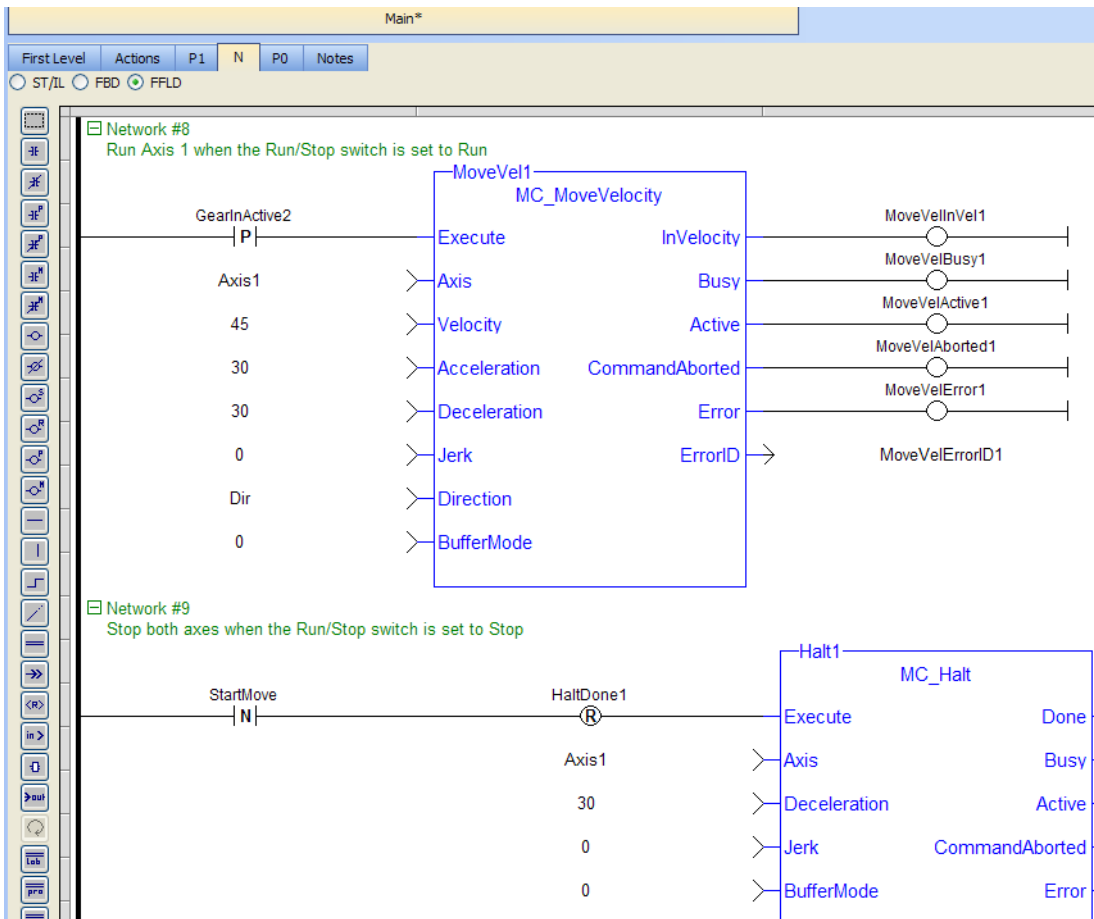 Main*
First Level Actions P1 N P0 Notes
ST/IL FBD FFLD
Network #8
Run Axis 1 when the Run/Stop switch is set to Run
MoveVel1
MC_MoveVelocity
GearInActive2 MoveVelInVel1
P Execute InVelocity
MoveVelBusy1
Axis1 Axis Busy
MoveVelActive1
45 Velocity Active
MoveVelAborted1
30 Acceleration CommandAborted
MoveVelError1
30 Deceleration Error
0 Jerk ErrorID MoveVelErrorID1
Dir Direction
0 BufferMode
Network #9
Stop both axes when the Run/Stop switch is set to Stop
Halt1
MC_Halt
StartMove HaltDone1
N R Execute Done
Axis1 Axis Busy
30 Deceleration Active
0 Jerk CommandAborted
0 BufferMode Error